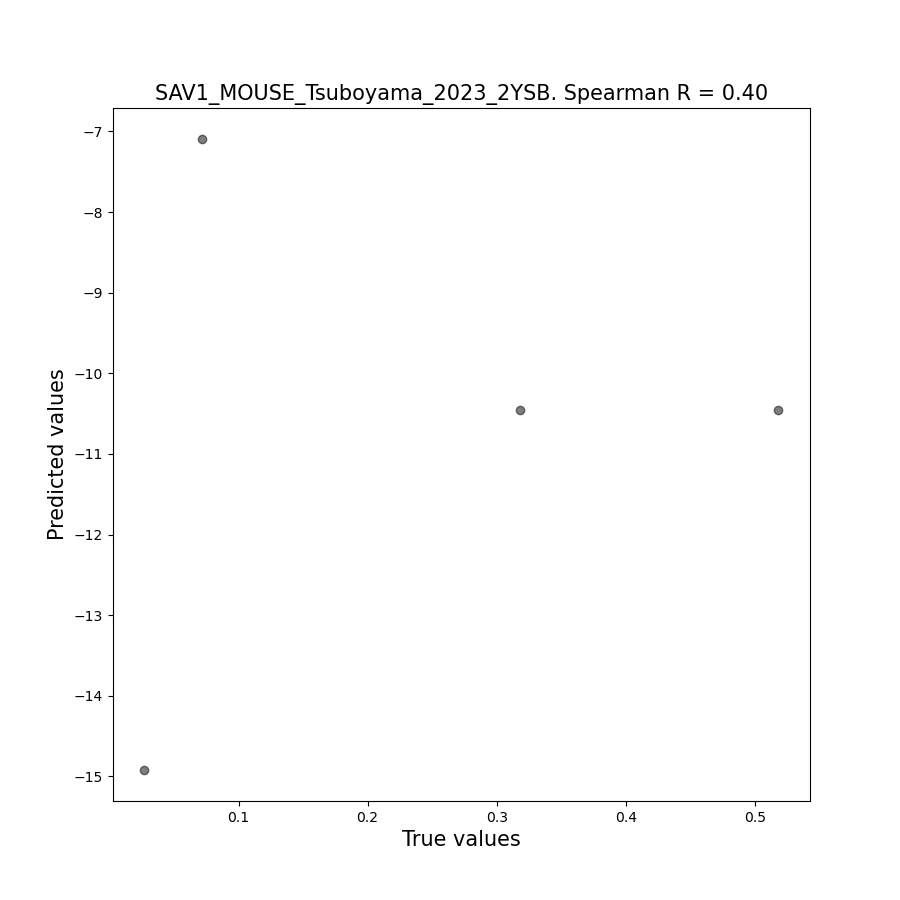 SAV1_MOUSE_Tsuboyama_2023_2YSB. Spearman R = 0.40
−7
−8
−9
−10
−11
−12
−13
−14
−15
Predicted values
0.1 0.2 0.3 0.4 0.5
True values